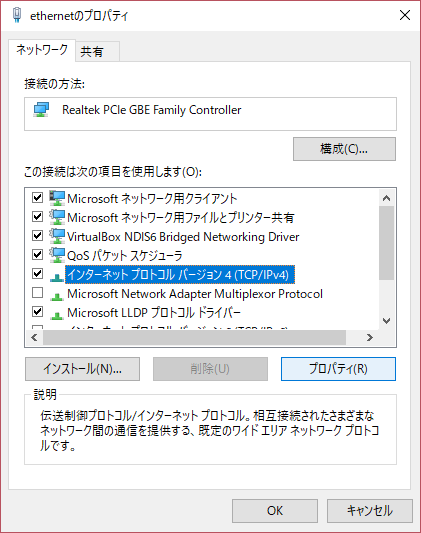 ethernetのプロパティ
ネットワーク 共有
接続の方法:
Realtek PCIe GBE Family Controller
構成(C)...
この接続は次の項目を使用します(O):
Microsoft ネットワーク用クライアント
Microsoft ネットワーク用ファイルとプリンター共有
VirtualBox NDIS6 Bridged Networking Driver
QoS パケット スケジューラ
インターネット プロトコル バージョン 4 (TCP/IPv4)
Microsoft Network Adapter Multiplexor Protocol
Microsoft LLDP プロトコル ドライバー
インストール(N)... 削除(U) プロパティ(R)
説明
伝送制御プロトコル/インターネット プロトコル。相互接続されたさまざまな
ネットワーク間の通信を提供する、既定のワイド エリア ネットワーク プロトコ
ルです。
OK キャンセル